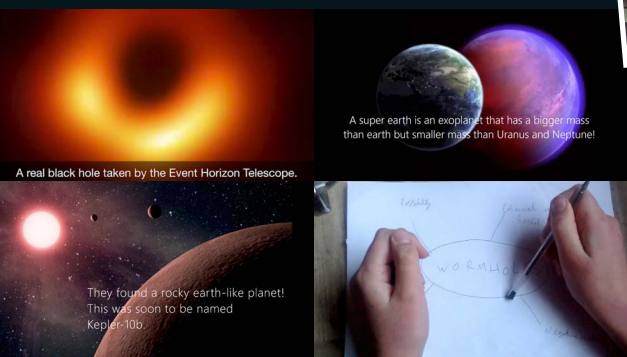 A real black hole taken by the Event Horizon Telescope.
A super earth is an exoplanet that has a bigger mass
than earth but smaller mass than Uranus and Neptune!
They found a rocky earth-like planet!
This was soon to be named
Kepler-10b.
WORMHOL